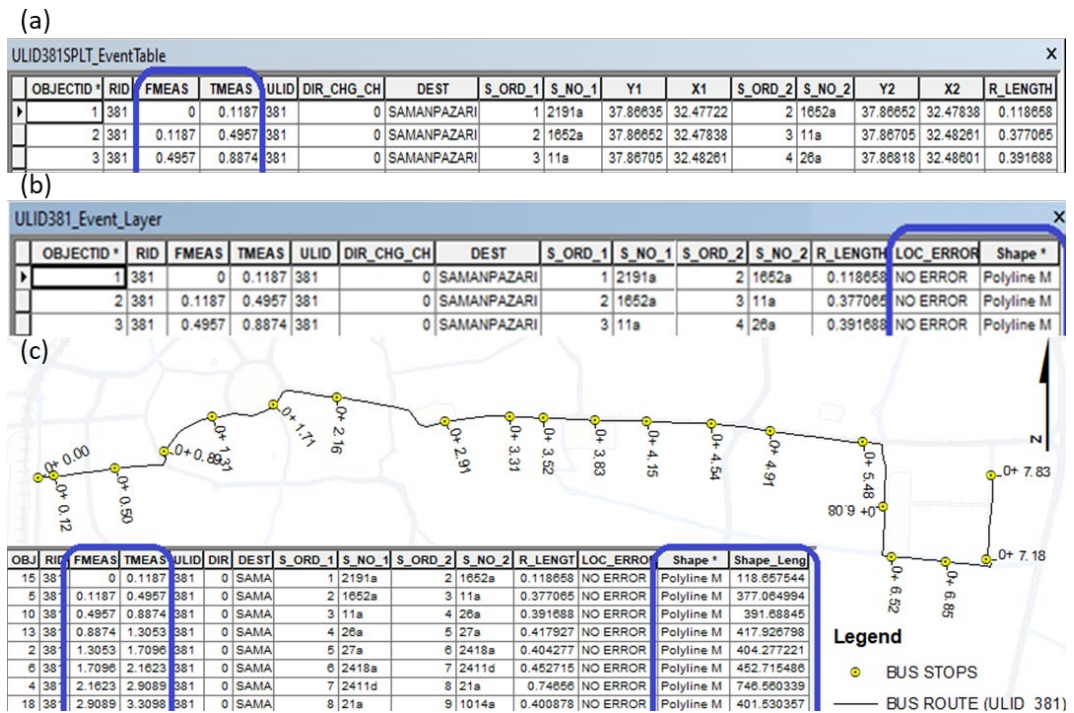 (a)
ULID381SPLT_EventTable x
OBJECTID * RID FMEAS TMEAS ULID DIR_CHG_CH DEST S_ORD_1 S_NO_1 Y1 X1 S_ORD_2 S_NO_2 Y2 X2 R_LENGTH
1 381 0 0.1187 381 0 SAMANPAZARI 1 2191a 37.86635 32.47722 2 1652a 37.86652 32.47838 0.118658
2 381 0.1187 0.4957 381 0 SAMANPAZARI 2 1652a 37.86652 32.47838 3 11a 37.86705 32.48261 0.377065
3 381 0.4957 0.8874 381 0 SAMANPAZARI 3 11a 37.86705 32.48261 4 26a 37.86818 32.48601 0.391688
(b)
ULID381_Event_Layer x
OBJECTID * RID FMEAS TMEAS ULID DIR_CHG_CH DEST S_ORD_1 S_NO_1 S_ORD_2 S_NO_2 R_LENGTH LOC_ERROR Shape *
1 381 0 0.1187 381 0 SAMANPAZARI 1 2191a 2 1652a 0.118658 NO ERROR Polyline M
2 381 0.1187 0.4957 381 0 SAMANPAZARI 2 1652a 3 11a 0.377065 NO ERROR Polyline M
3 381 0.4957 0.8874 381 0 SAMANPAZARI 3 11a 4 26a 0.391688 NO ERROR Polyline M
(c)
N
0+ 0.00
0+ 0.12
0+ 0.50
0+ 0.89
0+ 1.31
0+ 1.71
0+ 2.16
0+ 2.91
0+ 3.31
0+ 3.52
0+ 3.83
0+ 4.15
0+ 4.54
0+ 4.91
0+ 5.48
0+ 6.08
0+ 6.52
0+ 6.85
0+ 7.18
0+ 7.83
OBJ RID FMEAS TMEAS ULID DIR DEST S_ORD_1 S_NO_1 S_ORD_2 S_NO_2 R_LENGT LOC_ERRO Shape * Shape_Leng
15 381 0 0.1187 381 0 SAMA 1 2191a 2 1652a 0.118658 NO ERROR Polyline M 118.657544
5 381 0.1187 0.4957 381 0 SAMA 2 1652a 3 11a 0.377065 NO ERROR Polyline M 377.064994
10 381 0.4957 0.8874 381 0 SAMA 3 11a 4 26a 0.391688 NO ERROR Polyline M 391.68845
13 381 0.8874 1.3053 381 0 SAMA 4 26a 5 27a 0.417927 NO ERROR Polyline M 417.926798
2 381 1.3053 1.7096 381 0 SAMA 5 27a 6 2418a 0.404277 NO ERROR Polyline M 404.277221
6 381 1.7096 2.1623 381 0 SAMA 6 2418a 7 2411d 0.452715 NO ERROR Polyline M 452.715486
4 381 2.1623 2.9089 381 0 SAMA 7 2411d 8 21a 0.74656 NO ERROR Polyline M 746.560339
18 381 2.9089 3.3098 381 0 SAMA 8 21a 9 1014a 0.400878 NO ERROR Polyline M 401.530357
Legend
BUS STOPS
BUS ROUTE (ULID 381)